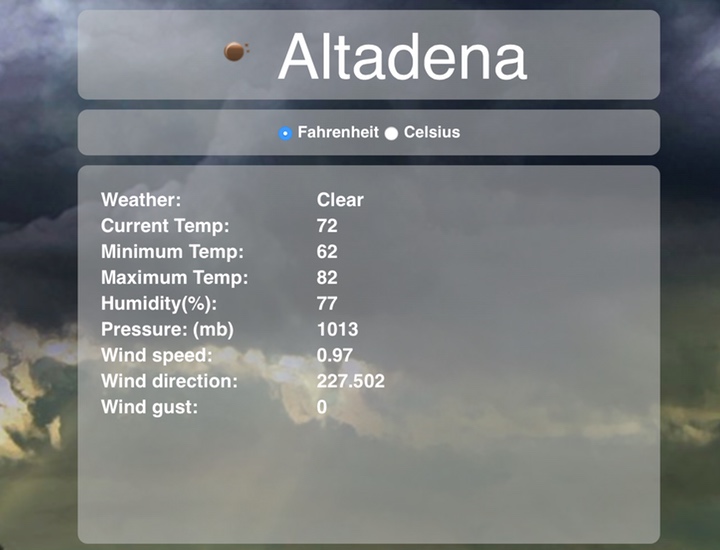 Altadena
Fahrenheit Celsius
Weather: Clear
Current Temp: 72
Minimum Temp: 62
Maximum Temp: 82
Humidity(%): 77
Pressure: (mb) 1013
Wind speed: 0.97
Wind direction: 227.502
Wind gust: 0